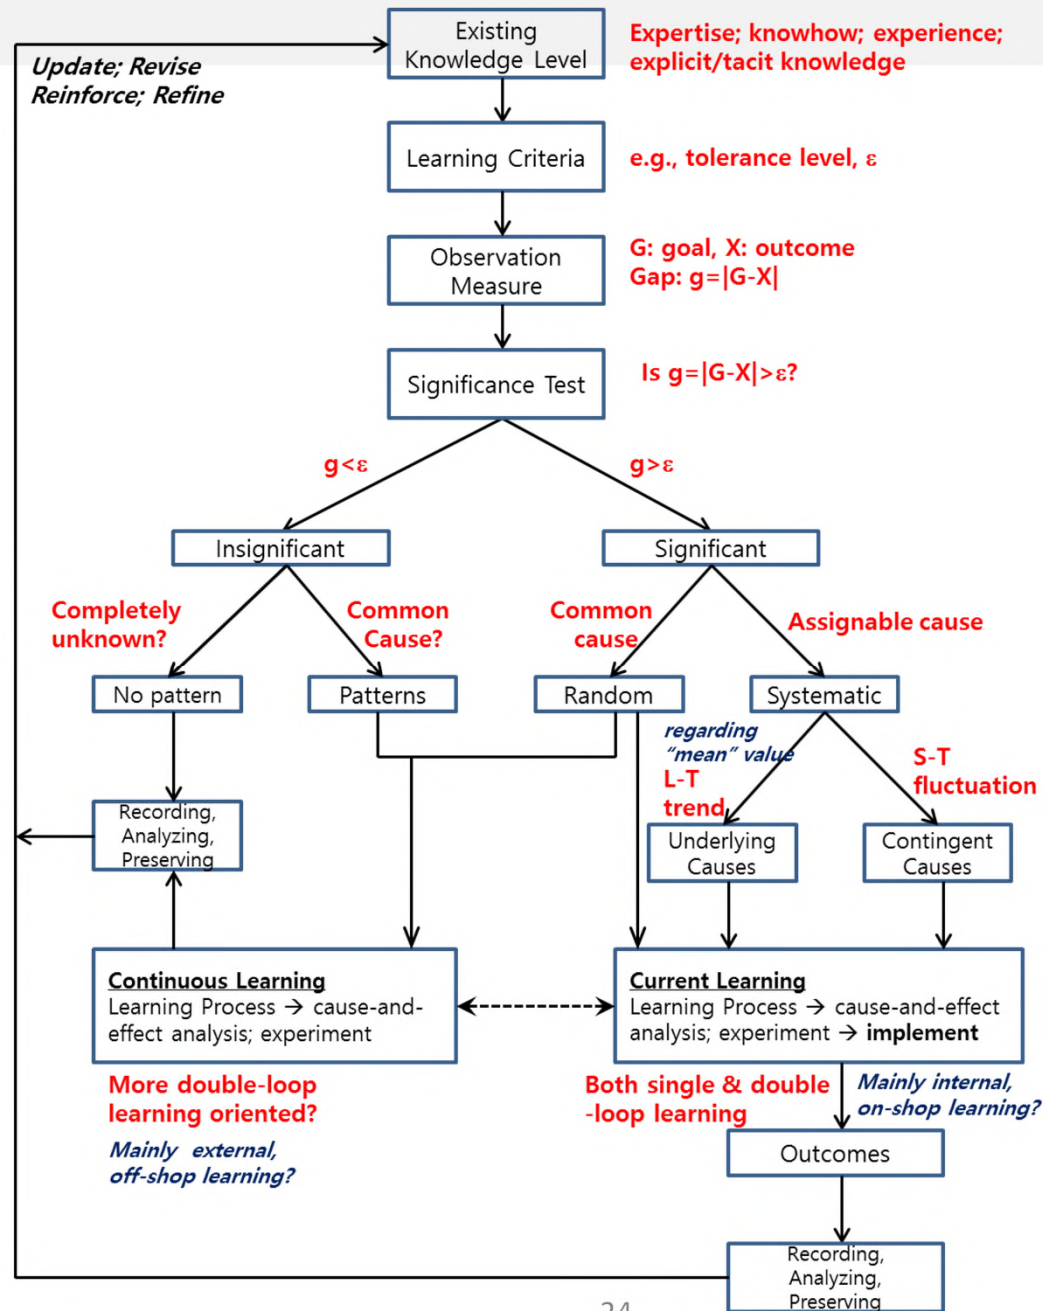 Existing
Knowledge Level
Expertise; knowhow; experience;
explicit/tacit knowledge
Update; Revise
Reinforce; Refine
Learning Criteria
e.g., tolerance level, ε
Observation
Measure
G: goal, X: outcome
Gap: g=|G-X|
Significance Test
Is g=|G-X|>ε?
g<ε
g>ε
Insignificant
Significant
Completely
unknown?
Common
Cause?
Common
cause
Assignable cause
No pattern
Patterns
Random
Systematic
regarding
“mean” value
L-T
trend
S-T
fluctuation
Recording,
Analyzing,
Preserving
Underlying
Causes
Contingent
Causes
Continuous Learning
Learning Process → cause-and-
effect analysis; experiment
Current Learning
Learning Process → cause-and-effect
analysis; experiment → implement
More double-loop
learning oriented?
Mainly external,
off-shop learning?
Both single & double
-loop learning
Mainly internal,
on-shop learning?
Outcomes
Recording,
Analyzing,
Preserving
24